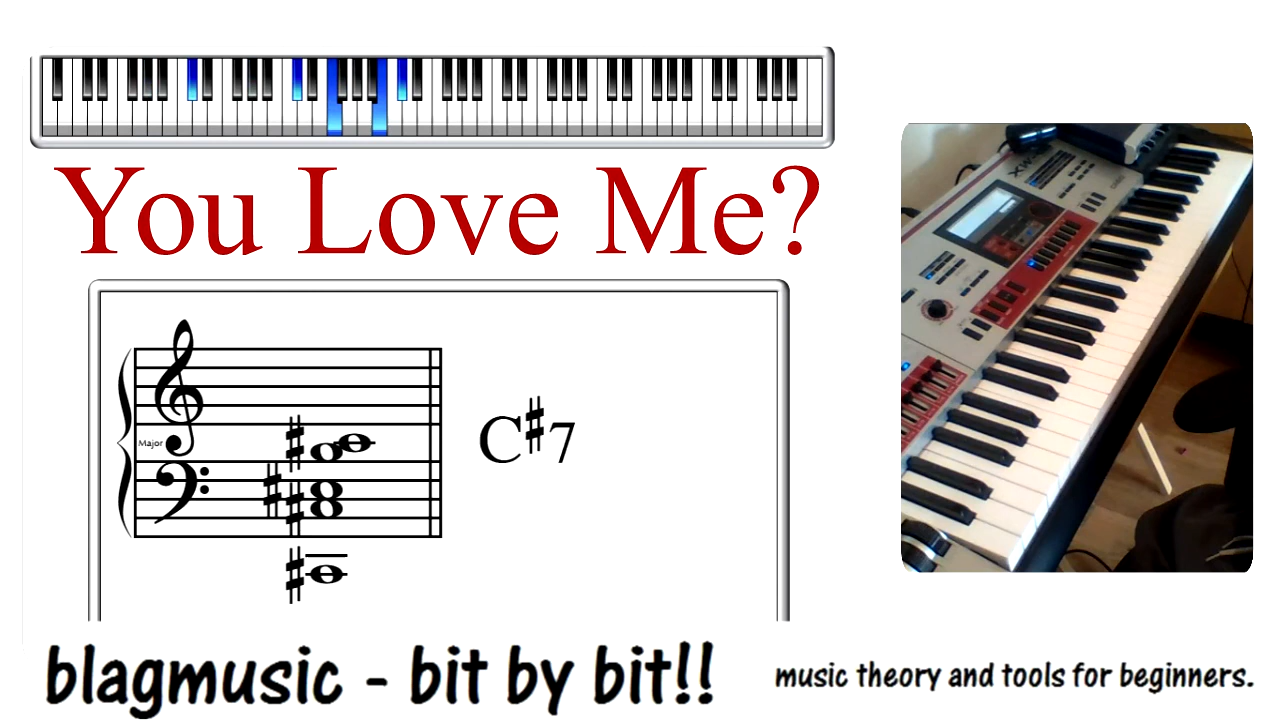 You Love Me?
Major
C♯7
blagmusic - bit by bit!!
music theory and tools for beginners.